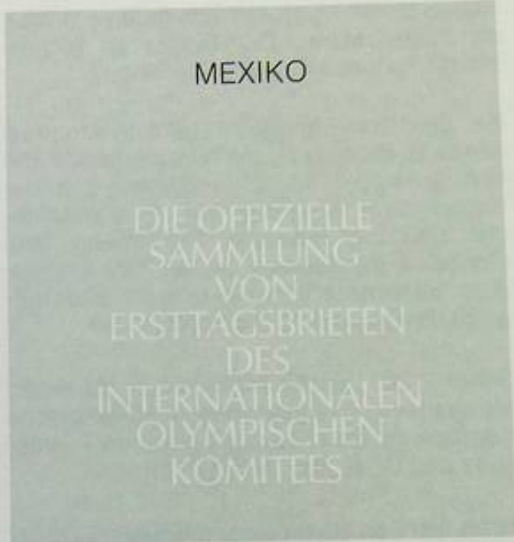 MEXIKO
DIE OFFIZIELLE
SAMMLUNG
VON
ERSTTAGSBRIEFEN
DES
INTERNATIONALEN
OLYMPISCHEN
KOMITEES